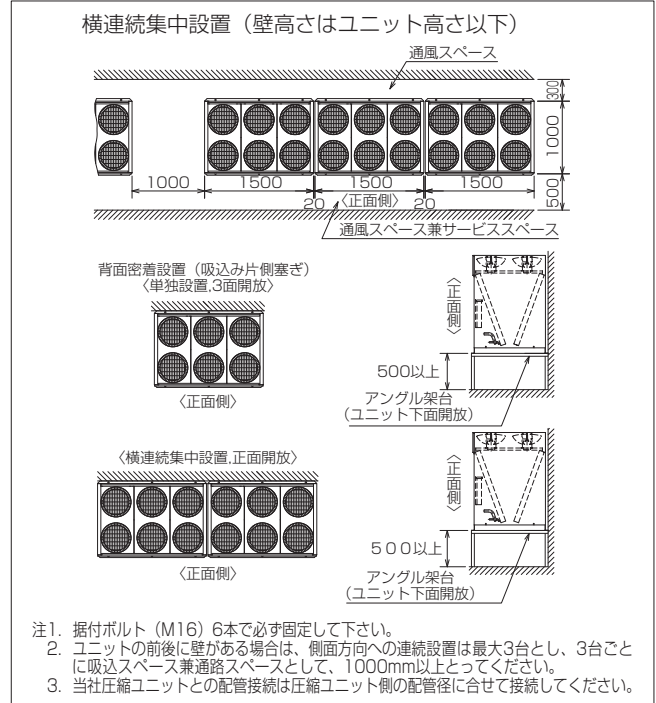 横連続集中設置（壁高さはユニット高さ以下）
通風スペース
300
1000
500
1000
1500
1500
1500
20
〈正面側〉
20
通風スペース兼サービススペース
背面密着設置（吸込み片側塞ぎ）
〈単独設置,3面開放〉
〈正面側〉
〈正面側〉
500以上
アングル架台
（ユニット下面開放）
〈横連続集中設置,正面開放〉
〈正面側〉
〈正面側〉
500以上
アングル架台
（ユニット下面開放）
注1. 据付ボルト（M16）6本で必ず固定して下さい。
2. ユニットの前後に壁がある場合は、側面方向への連続設置は最大3台とし、3台ごと
に吸込スペース兼通路スペースとして、1000mm以上とってください。
3. 当社圧縮ユニットとの配管接続は圧縮ユニット側の配管径に合せて接続してください。